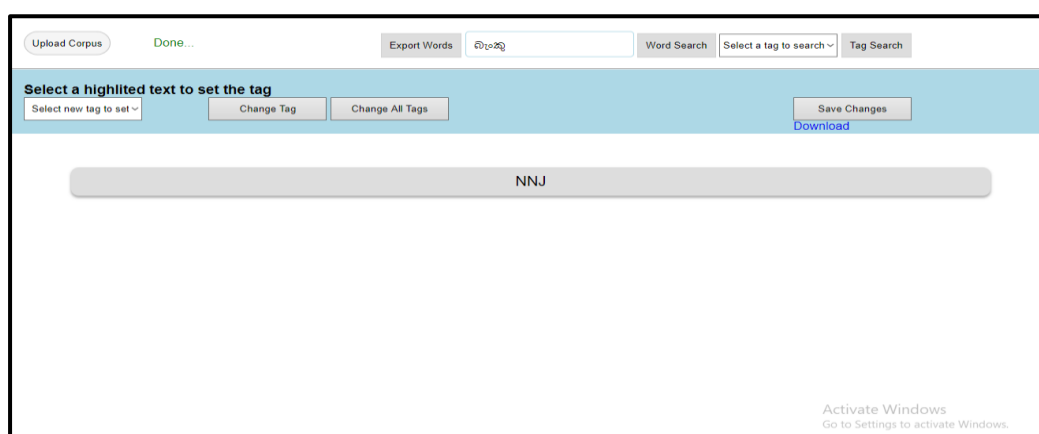 Upload Corpus Done... Export Words බැංකු Word Search Select a tag to search Tag Search
Select a highlited text to set the tag
Select new tag to set Change Tag Change All Tags Save Changes
Download
NNJ
Activate Windows
Go to Settings to activate Windows.